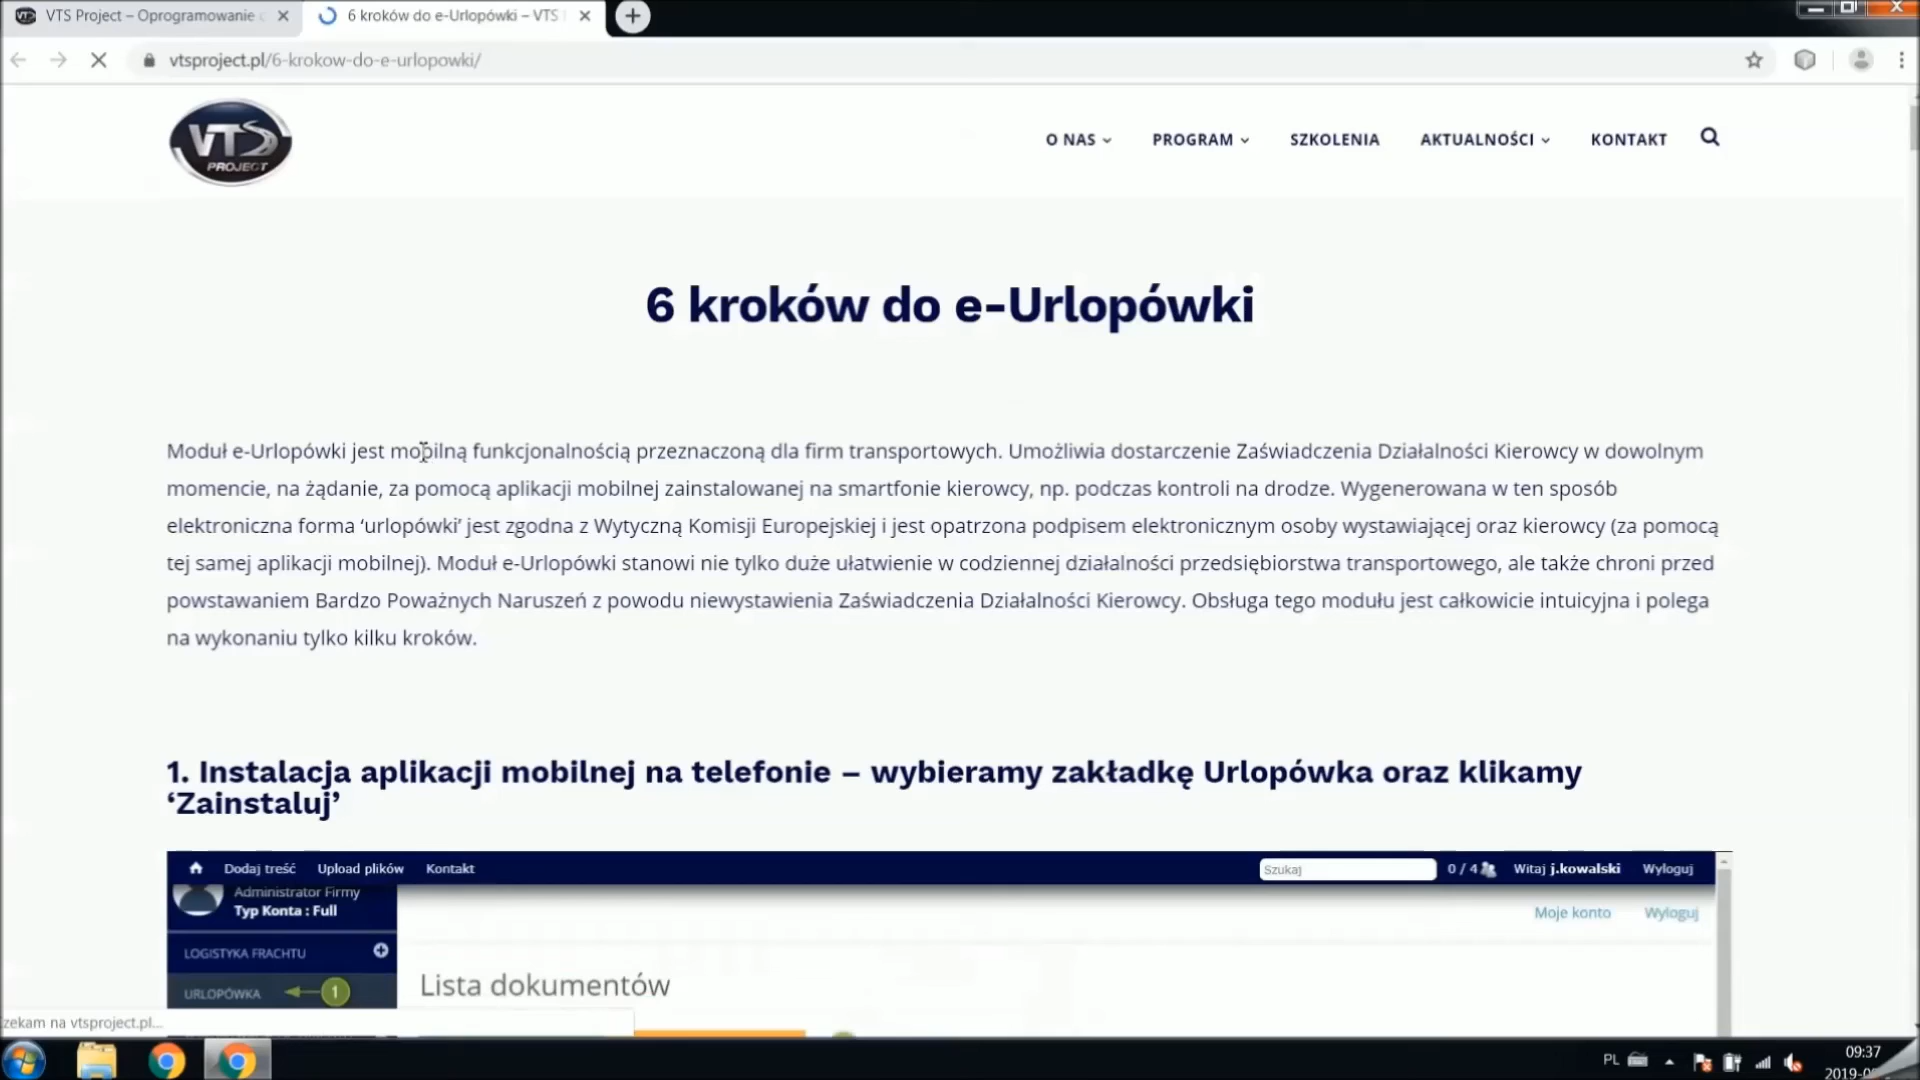 VTS Project – Oprogramowanie
6 kroków do e-Urlopówki – VTS
vtsproject.pl/6-krokow-do-e-urlopowki/
VTS
PROJECT
O NAS
PROGRAM
SZKOLENIA
AKTUALNOŚCI
KONTAKT
6 kroków do e-Urlopówki
Moduł e-Urlopówki jest mobilną funkcjonalnością przeznaczoną dla firm transportowych. Umożliwia dostarczenie Zaświadczenia Działalności Kierowcy w dowolnym
momencie, na żądanie, za pomocą aplikacji mobilnej zainstalowanej na smartfonie kierowcy, np. podczas kontroli na drodze. Wygenerowana w ten sposób
elektroniczna forma ‘urlopówki’ jest zgodna z Wytyczną Komisji Europejskiej i jest opatrzona podpisem elektronicznym osoby wystawiającej oraz kierowcy (za pomocą
tej samej aplikacji mobilnej). Moduł e-Urlopówki stanowi nie tylko duże ułatwienie w codziennej działalności przedsiębiorstwa transportowego, ale także chroni przed
powstawaniem Bardzo Poważnych Naruszeń z powodu niewystawienia Zaświadczenia Działalności Kierowcy. Obsługa tego modułu jest całkowicie intuicyjna i polega
na wykonaniu tylko kilku kroków.
1. Instalacja aplikacji mobilnej na telefonie – wybieramy zakładkę Urlopówka oraz klikamy
‘Zainstaluj’
Dodaj treść
Upload plików
Kontakt
Szukaj
0 / 4
Witaj j.kowalski
Wyloguj
Administrator Firmy
Typ Konta : Full
Moje konto
Wyloguj
LOGISTYKA FRACHTU
URLOPÓWKA
1
Lista dokumentów
zekam na vtsproject.pl...
PL
09:37